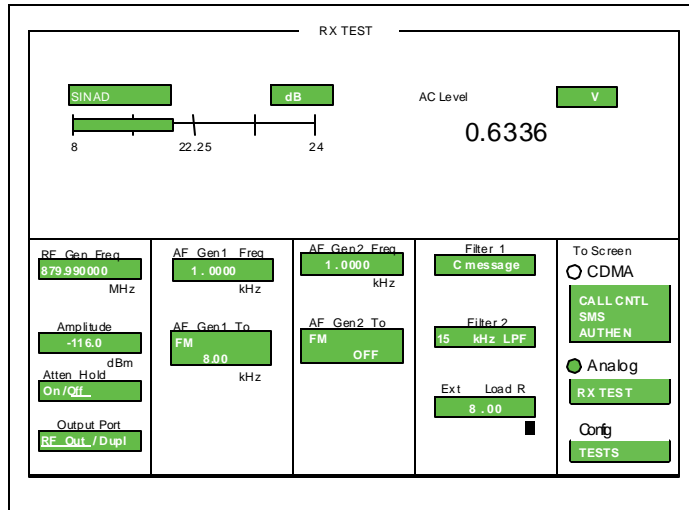 RX TEST
SINAD
dB
AC Level
V
8
22.25
24
0.6336
RF Gen Freq
879.990000
MHz
Amplitude
-116.0
dBm
Atten Hold
On /Off
Output Port
RF Out / Dupl
AF Gen1 Freq
1.0000
kHz
AF Gen1 To
FM
8.00
kHz
AF Gen2 Freq
1.0000
kHz
AF Gen2 To
FM
OFF
Filter 1
C message
Filter 2
15 kHz LPF
Ext Load R
8.00
To Screen
CDMA
CALL CNTL
SMS
AUTHEN
Analog
RX TEST
Config
TESTS